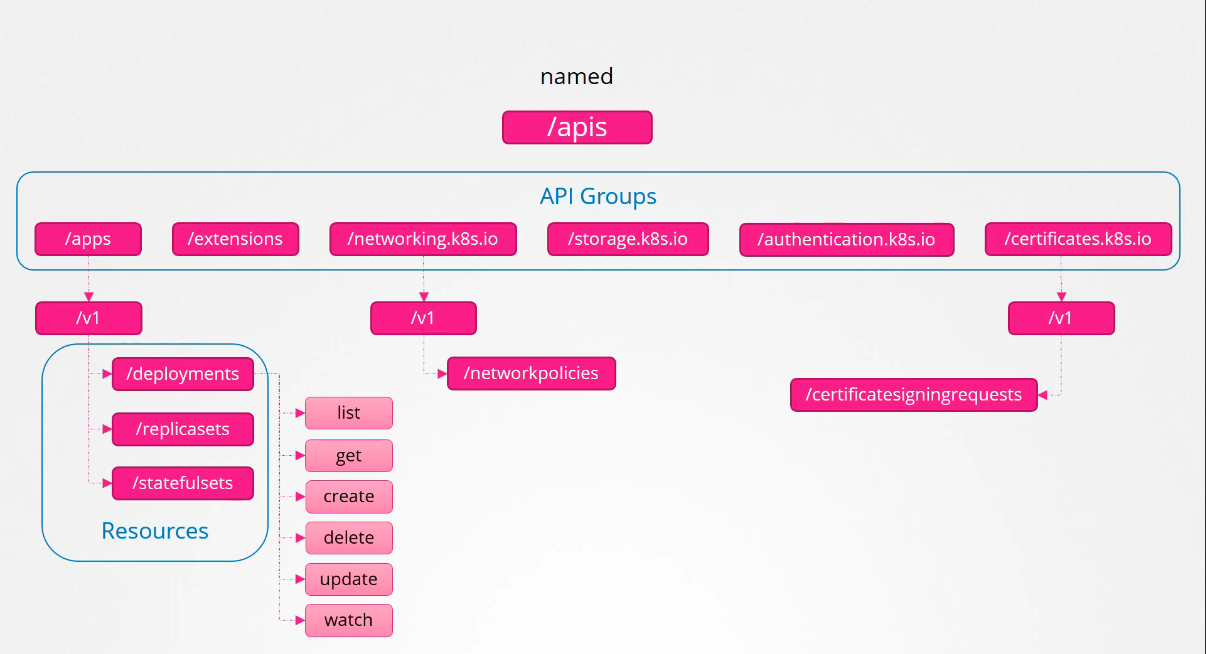 named
/apis
API Groups
/apps
/extensions
/networking.k8s.io
/storage.k8s.io
/authentication.k8s.io
/certificates.k8s.io
/v1
/v1
/v1
/deployments
/replicasets
/statefulsets
Resources
list
get
create
delete
update
watch
/networkpolicies
/certificatesigningrequests